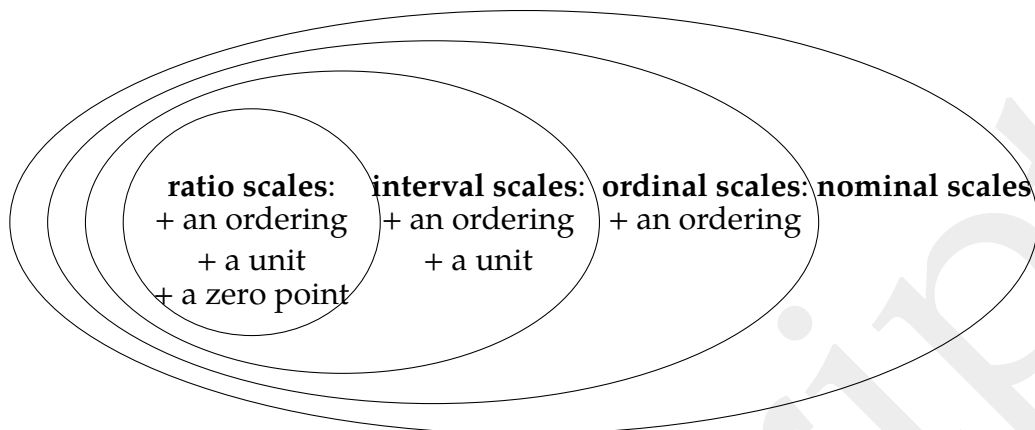 ratio scales: interval scales: ordinal scales: nominal scales
+ an ordering + an ordering + an ordering
+ a unit + a unit
+ a zero point